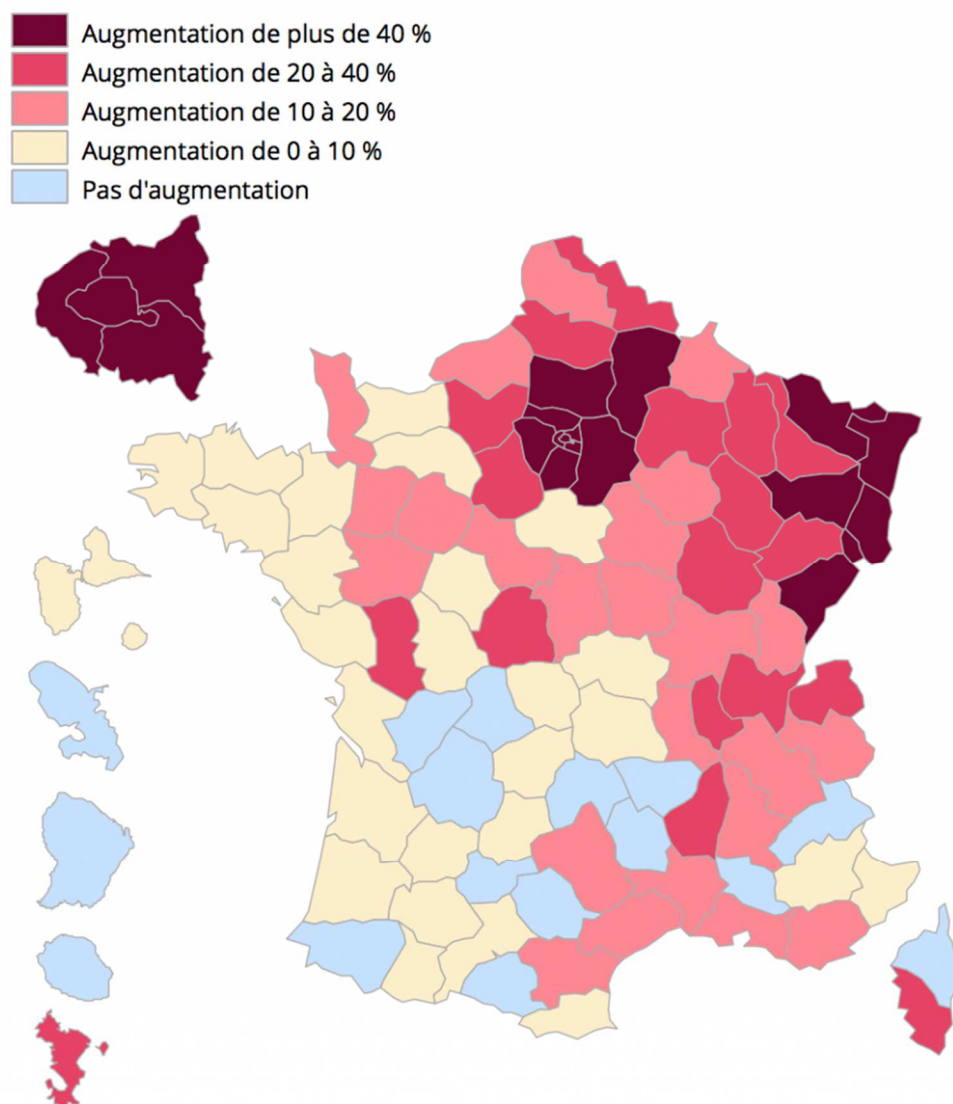 Augmentation de plus de 40 %
Augmentation de 20 à 40 %
Augmentation de 10 à 20 %
Augmentation de 0 à 10 %
Pas d'augmentation